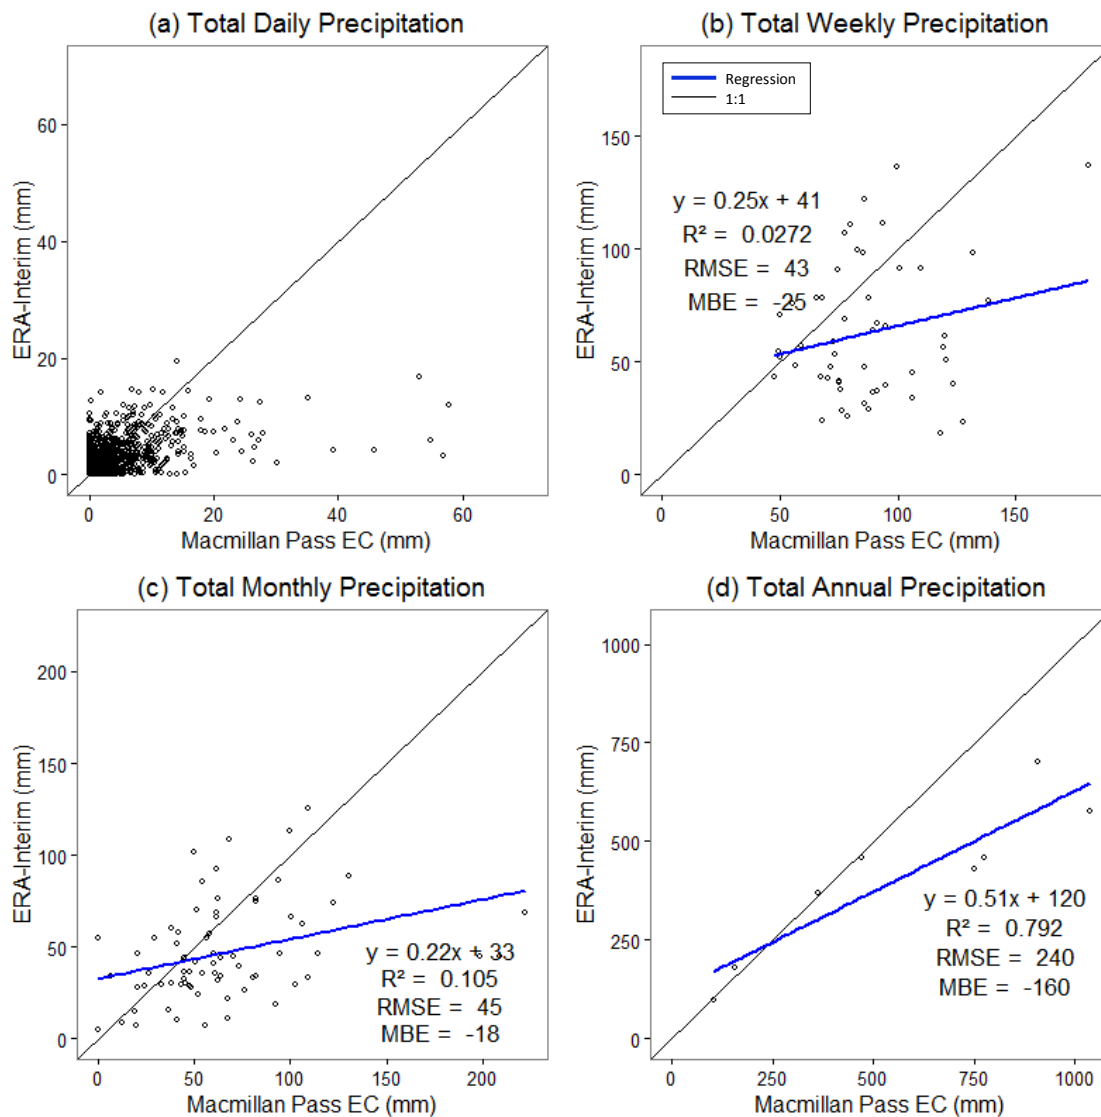 (a) Total Daily Precipitation
ERA-Interim (mm)
60
40
20
0
0 20 40 60
Macmillan Pass EC (mm)
(b) Total Weekly Precipitation
Regression
1:1
y = 0.25x + 41
R² = 0.0272
RMSE = 43
MBE = -25
ERA-Interim (mm)
150
100
50
0
0 50 100 150
Macmillan Pass EC (mm)
(c) Total Monthly Precipitation
ERA-Interim (mm)
200
150
100
50
0
y = 0.22x + 33
R² = 0.105
RMSE = 45
MBE = -18
0 50 100 150 200
Macmillan Pass EC (mm)
(d) Total Annual Precipitation
ERA-Interim (mm)
1000
750
500
250
0
y = 0.51x + 120
R² = 0.792
RMSE = 240
MBE = -160
0 250 500 750 1000
Macmillan Pass EC (mm)